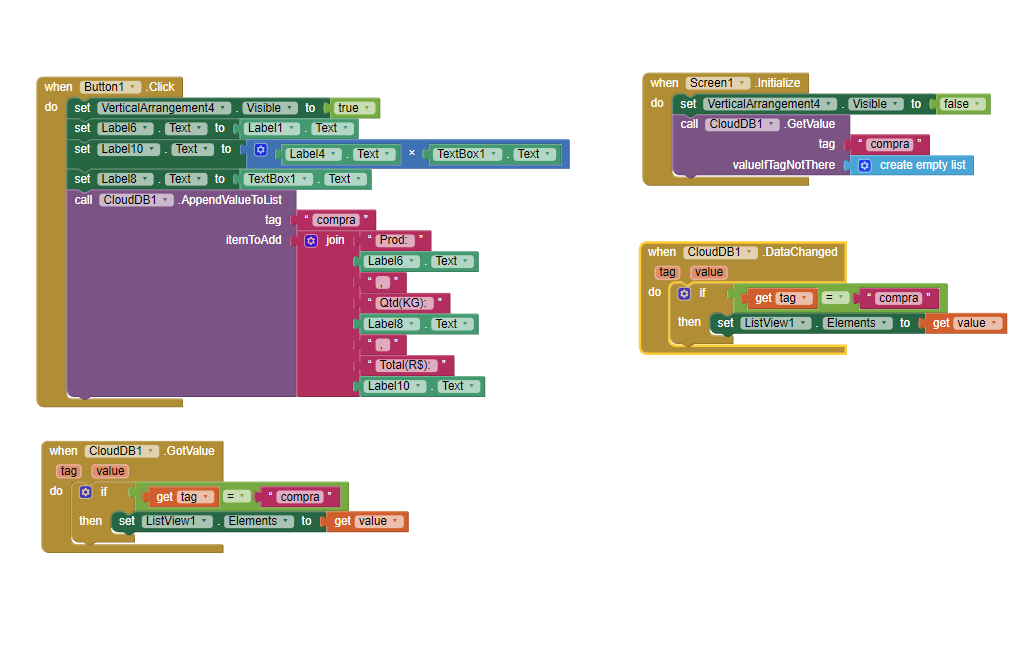 when Button1 .Click
do set VerticalArrangement4 . Visible to true
set Label6 . Text to Label1 . Text
set Label10 . Text to Label4 . Text × TextBox1 . Text
set Label8 . Text to TextBox1 . Text
call CloudDB1 .AppendValueToList
tag " compra "
itemToAdd join " Prod: "
Label6 . Text
" , "
" Qtd(KG): "
Label8 . Text
" , "
" Total(R$): "
Label10 . Text
when Screen1 .Initialize
do set VerticalArrangement4 . Visible to false
call CloudDB1 .GetValue
tag " compra "
valueIfTagNotThere create empty list
when CloudDB1 .DataChanged
tag value
do if get tag = " compra "
then set ListView1 . Elements to get value
when CloudDB1 .GotValue
tag value
do if get tag = " compra "
then set ListView1 . Elements to get value